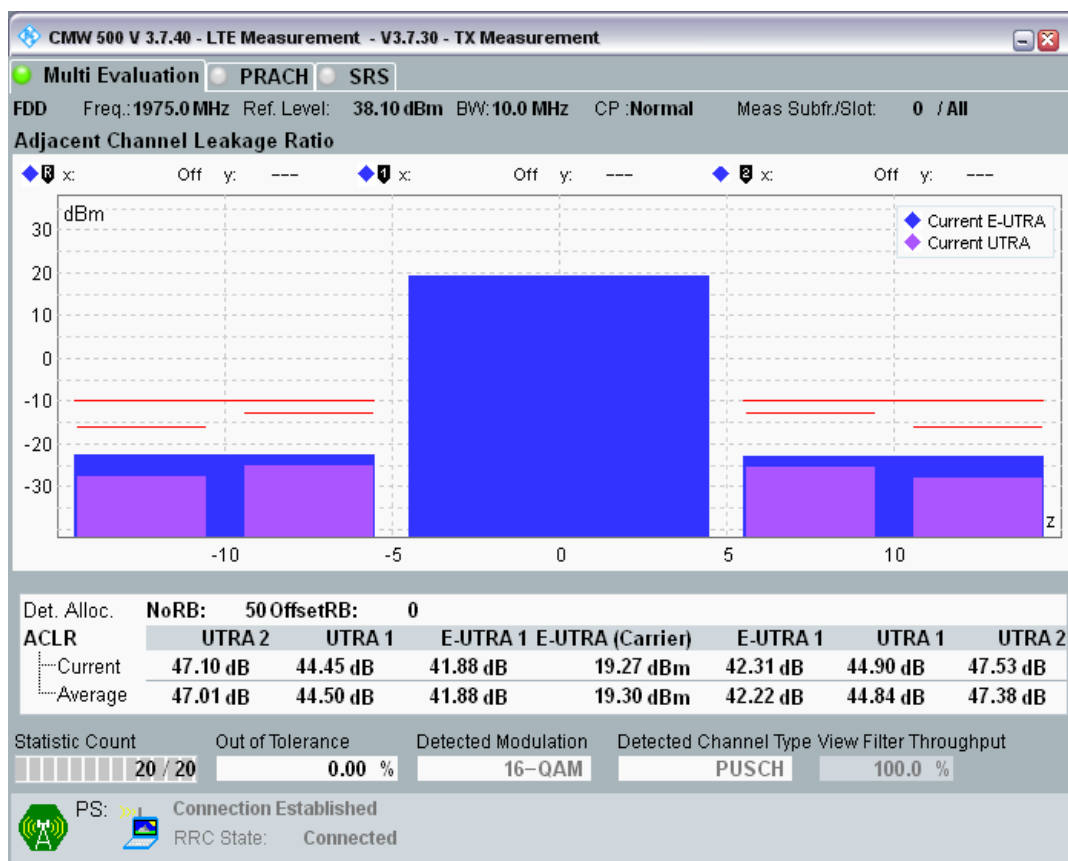 CMW 500 V 3.7.40 - LTE Measurement - V3.7.30 - TX Measurement
Multi Evaluation PRACH SRS
FDD Freq.: 1975.0 MHz Ref. Level: 38.10 dBm BW: 10.0 MHz CP :Normal Meas Subfr./Slot: 0 / All
Adjacent Channel Leakage Ratio
R x: Off y: --- 1 x: Off y: --- 2 x: Off y: ---
dBm
Current E-UTRA
Current UTRA
30
20
10
0
-10
-20
-30
z
-10 -5 0 5 10
Det. Alloc. NoRB: 50 OffsetRB: 0
ACLR UTRA 2 UTRA 1 E-UTRA 1 E-UTRA (Carrier) E-UTRA 1 UTRA 1 UTRA 2
Current 47.10 dB 44.45 dB 41.88 dB 19.27 dBm 42.31 dB 44.90 dB 47.53 dB
Average 47.01 dB 44.50 dB 41.88 dB 19.30 dBm 42.22 dB 44.84 dB 47.38 dB
Statistic Count Out of Tolerance Detected Modulation Detected Channel Type View Filter Throughput
20 / 20 0.00 % 16-QAM PUSCH 100.0 %
PS: Connection Established
RRC State: Connected